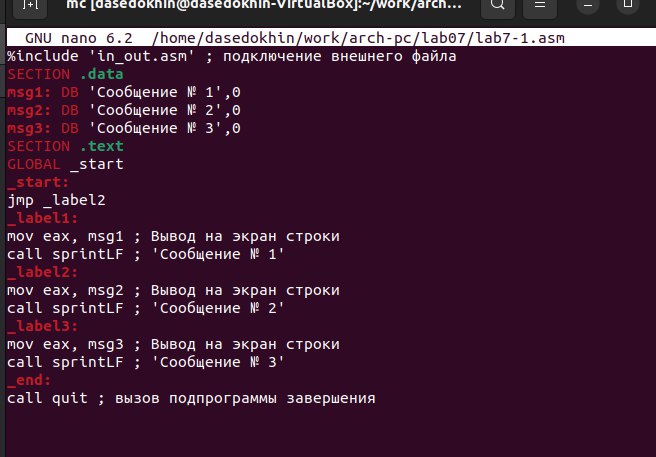 mc [dasedokhin@dasedokhin-VirtualBox]:~/work/arch...
GNU nano 6.2 /home/dasedokhin/work/arch-pc/lab07/lab7-1.asm
%include 'in_out.asm' ; подключение внешнего файла
SECTION .data
msg1: DB 'Сообщение № 1',0
msg2: DB 'Сообщение № 2',0
msg3: DB 'Сообщение № 3',0
SECTION .text
GLOBAL _start
_start:
jmp _label2
_label1:
mov eax, msg1 ; Вывод на экран строки
call sprintLF ; 'Сообщение № 1'
_label2:
mov eax, msg2 ; Вывод на экран строки
call sprintLF ; 'Сообщение № 2'
_label3:
mov eax, msg3 ; Вывод на экран строки
call sprintLF ; 'Сообщение № 3'
_end:
call quit ; вызов подпрограммы завершения